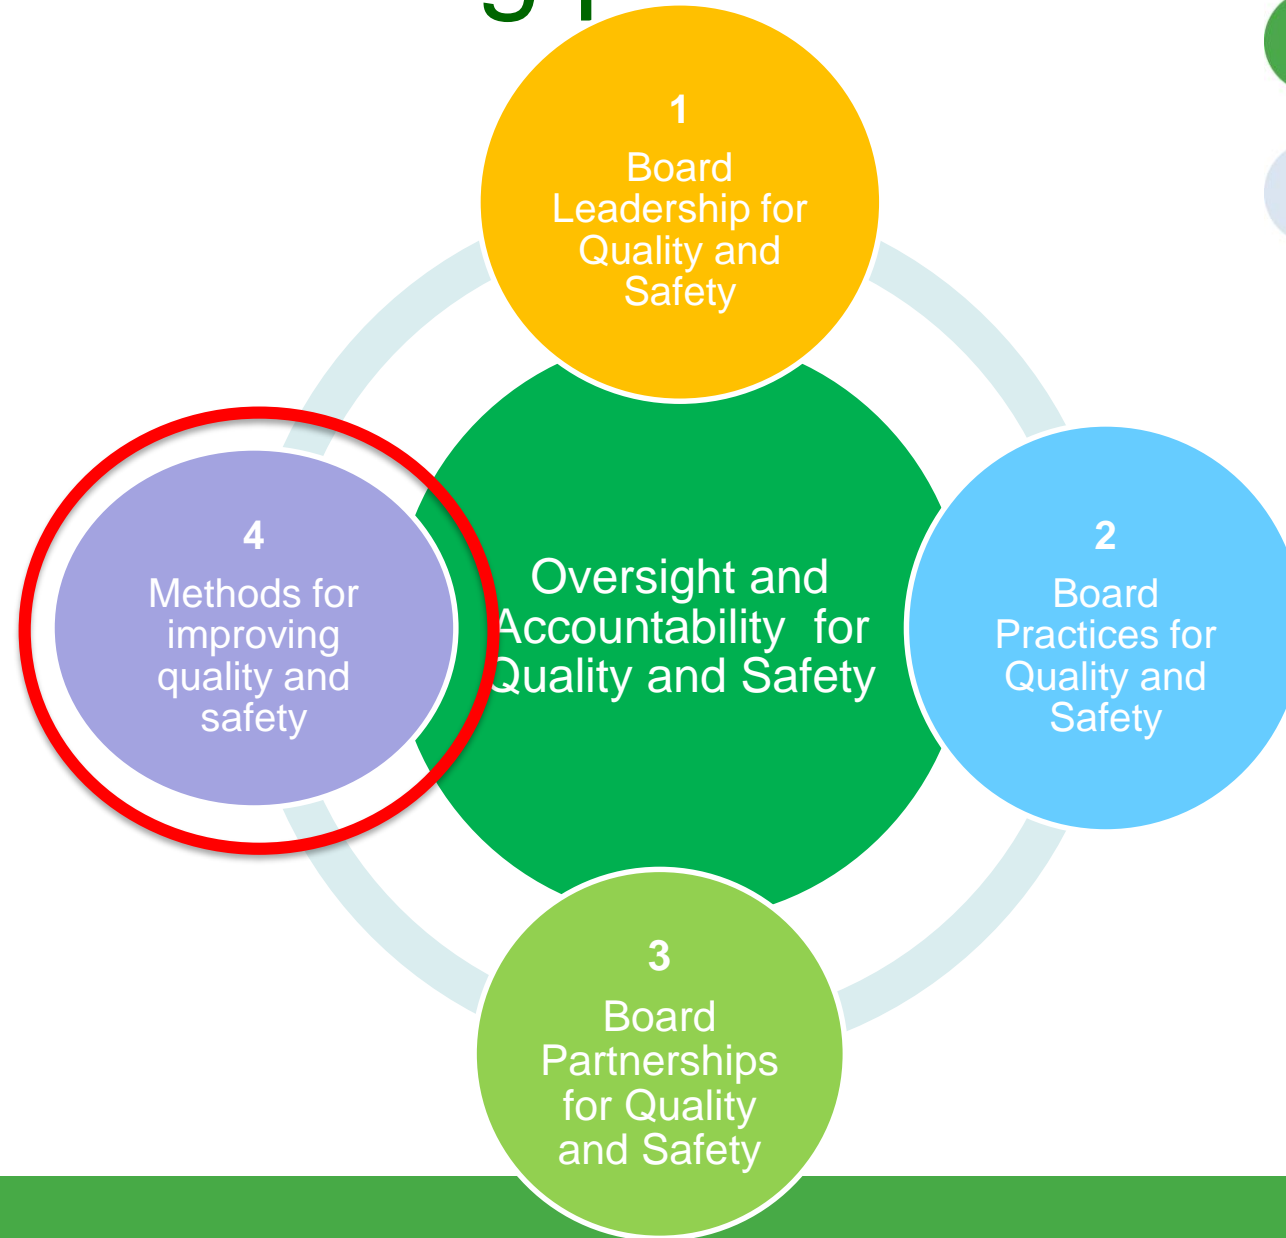 1
Board
Leadership for
Quality and
Safety
4
Methods for
improving
quality and
safety
Oversight and
Accountability for
Quality and Safety
2
Board
Practices for
Quality and
Safety
3
Board
Partnerships
for Quality
and Safety